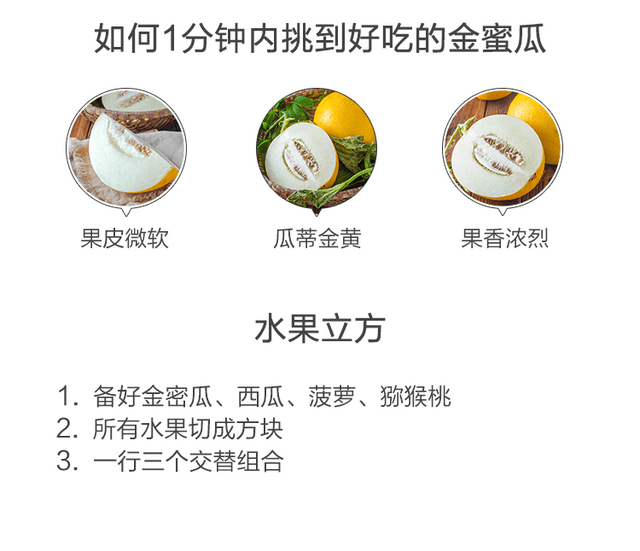 如何1分钟内挑到好吃的金蜜瓜
果皮微软
瓜蒂金黄
果香浓烈
水果立方
1. 备好金密瓜、西瓜、菠萝、猕猴桃
2. 所有水果切成方块
3. 一行三个交替组合